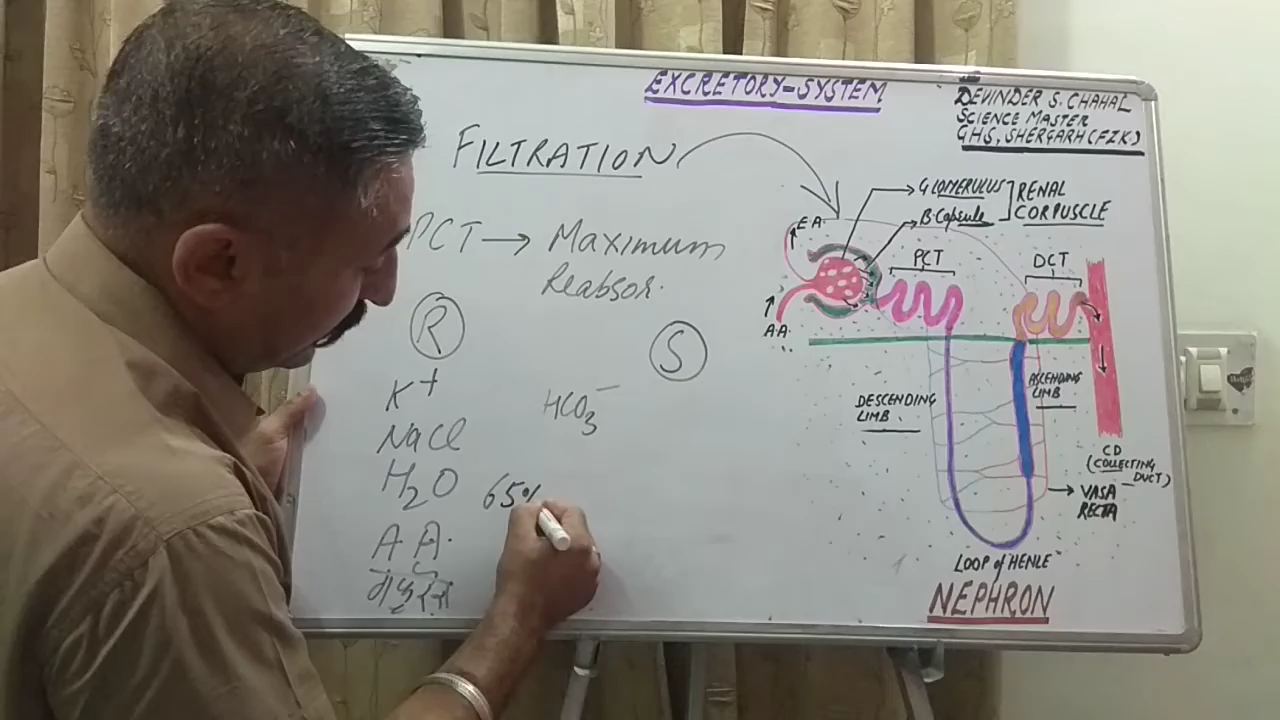 EXCRETORY-SYSTEM
DEVINDER S. CHAHAL
SCIENCE MASTER
GHS, SHERGARH (FZK.)
FILTRATION
PCT → Maximum
Reabsor.
R
S
K+
NaCl
H2O 65%
A A.
HCO3-
GLOMERULUS
B.Capsule
RENAL
CORPUSCLE
E A.
A.A.
PCT
DCT
DESCENDING
LIMB.
ASCENDING
LIMB
CD
(COLLECTING
DUCT)
VASA
RECTA
LOOP of HENLE
NEPHRON